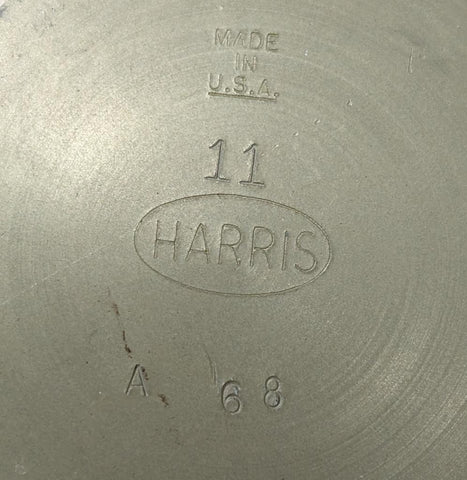 MADE
IN
U.S.A.
11
HARRIS
A 68